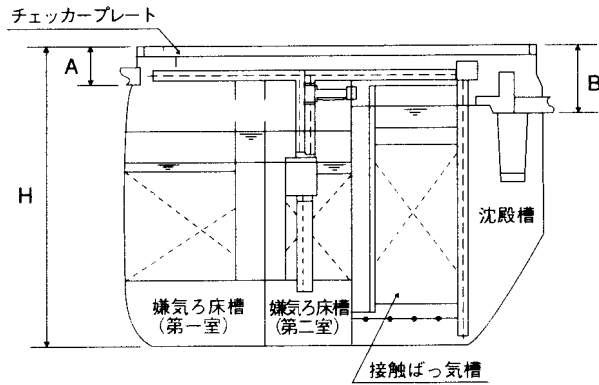 チェッカープレート
A
B
H
沈殿槽
嫌気ろ床槽
(第一室)
嫌気ろ床槽
(第二室)
接触ばっ気槽